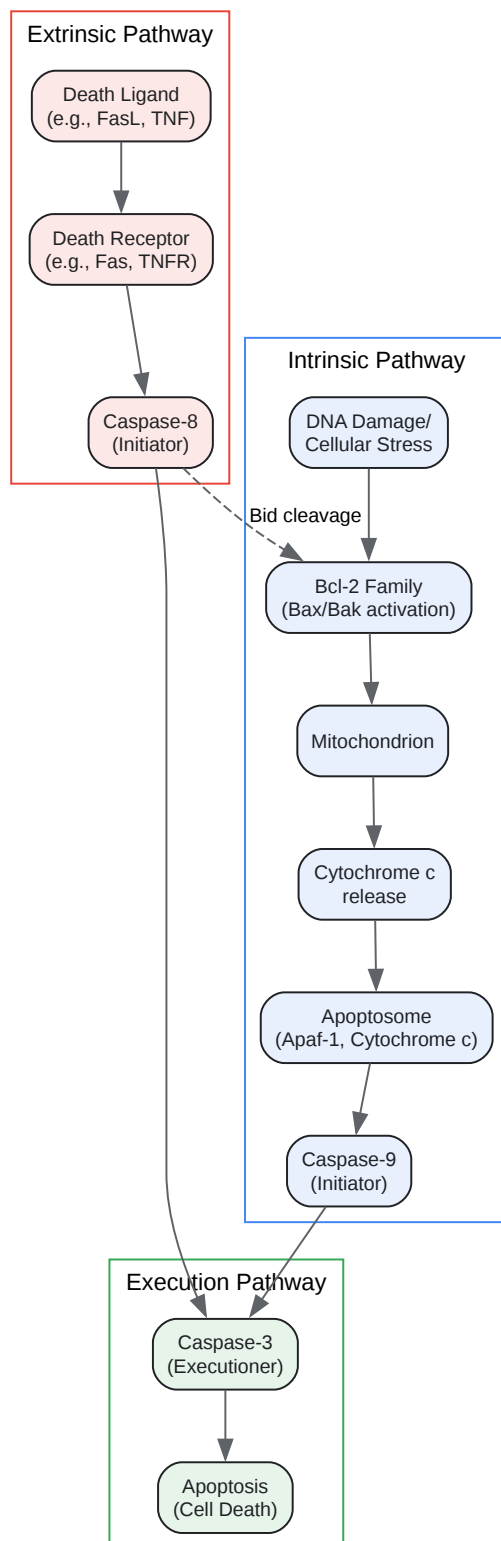 Extrinsic Pathway
Death Ligand
(e.g., FasL, TNF)
Death Receptor
(e.g., Fas, TNFR)
Caspase-8
(Initiator)
Intrinsic Pathway
DNA Damage/
Cellular Stress
Bid cleavage
Bcl-2 Family
(Bax/Bak activation)
Mitochondrion
Cytochrome c
release
Apoptosome
(Apaf-1, Cytochrome c)
Caspase-9
(Initiator)
Execution Pathway
Caspase-3
(Executioner)
Apoptosis
(Cell Death)